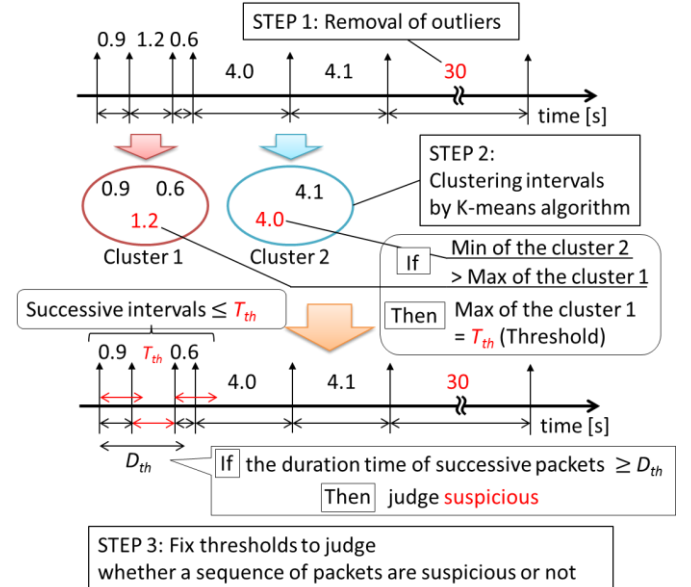 STEP 1: Removal of outliers
0.9 1.2 0.6
4.0
4.1
30
time [s]
0.9 0.6
1.2
Cluster 1
4.1
4.0
Cluster 2
STEP 2:
Clustering intervals
by K-means algorithm
If
Min of the cluster 2
> Max of the cluster 1
Then
Max of the cluster 1
= Tth (Threshold)
Successive intervals ≤ Tth
0.9 Tth 0.6
4.0
4.1
30
time [s]
Dth
If the duration time of successive packets ≥ Dth
Then judge suspicious
STEP 3: Fix thresholds to judge
whether a sequence of packets are suspicious or not